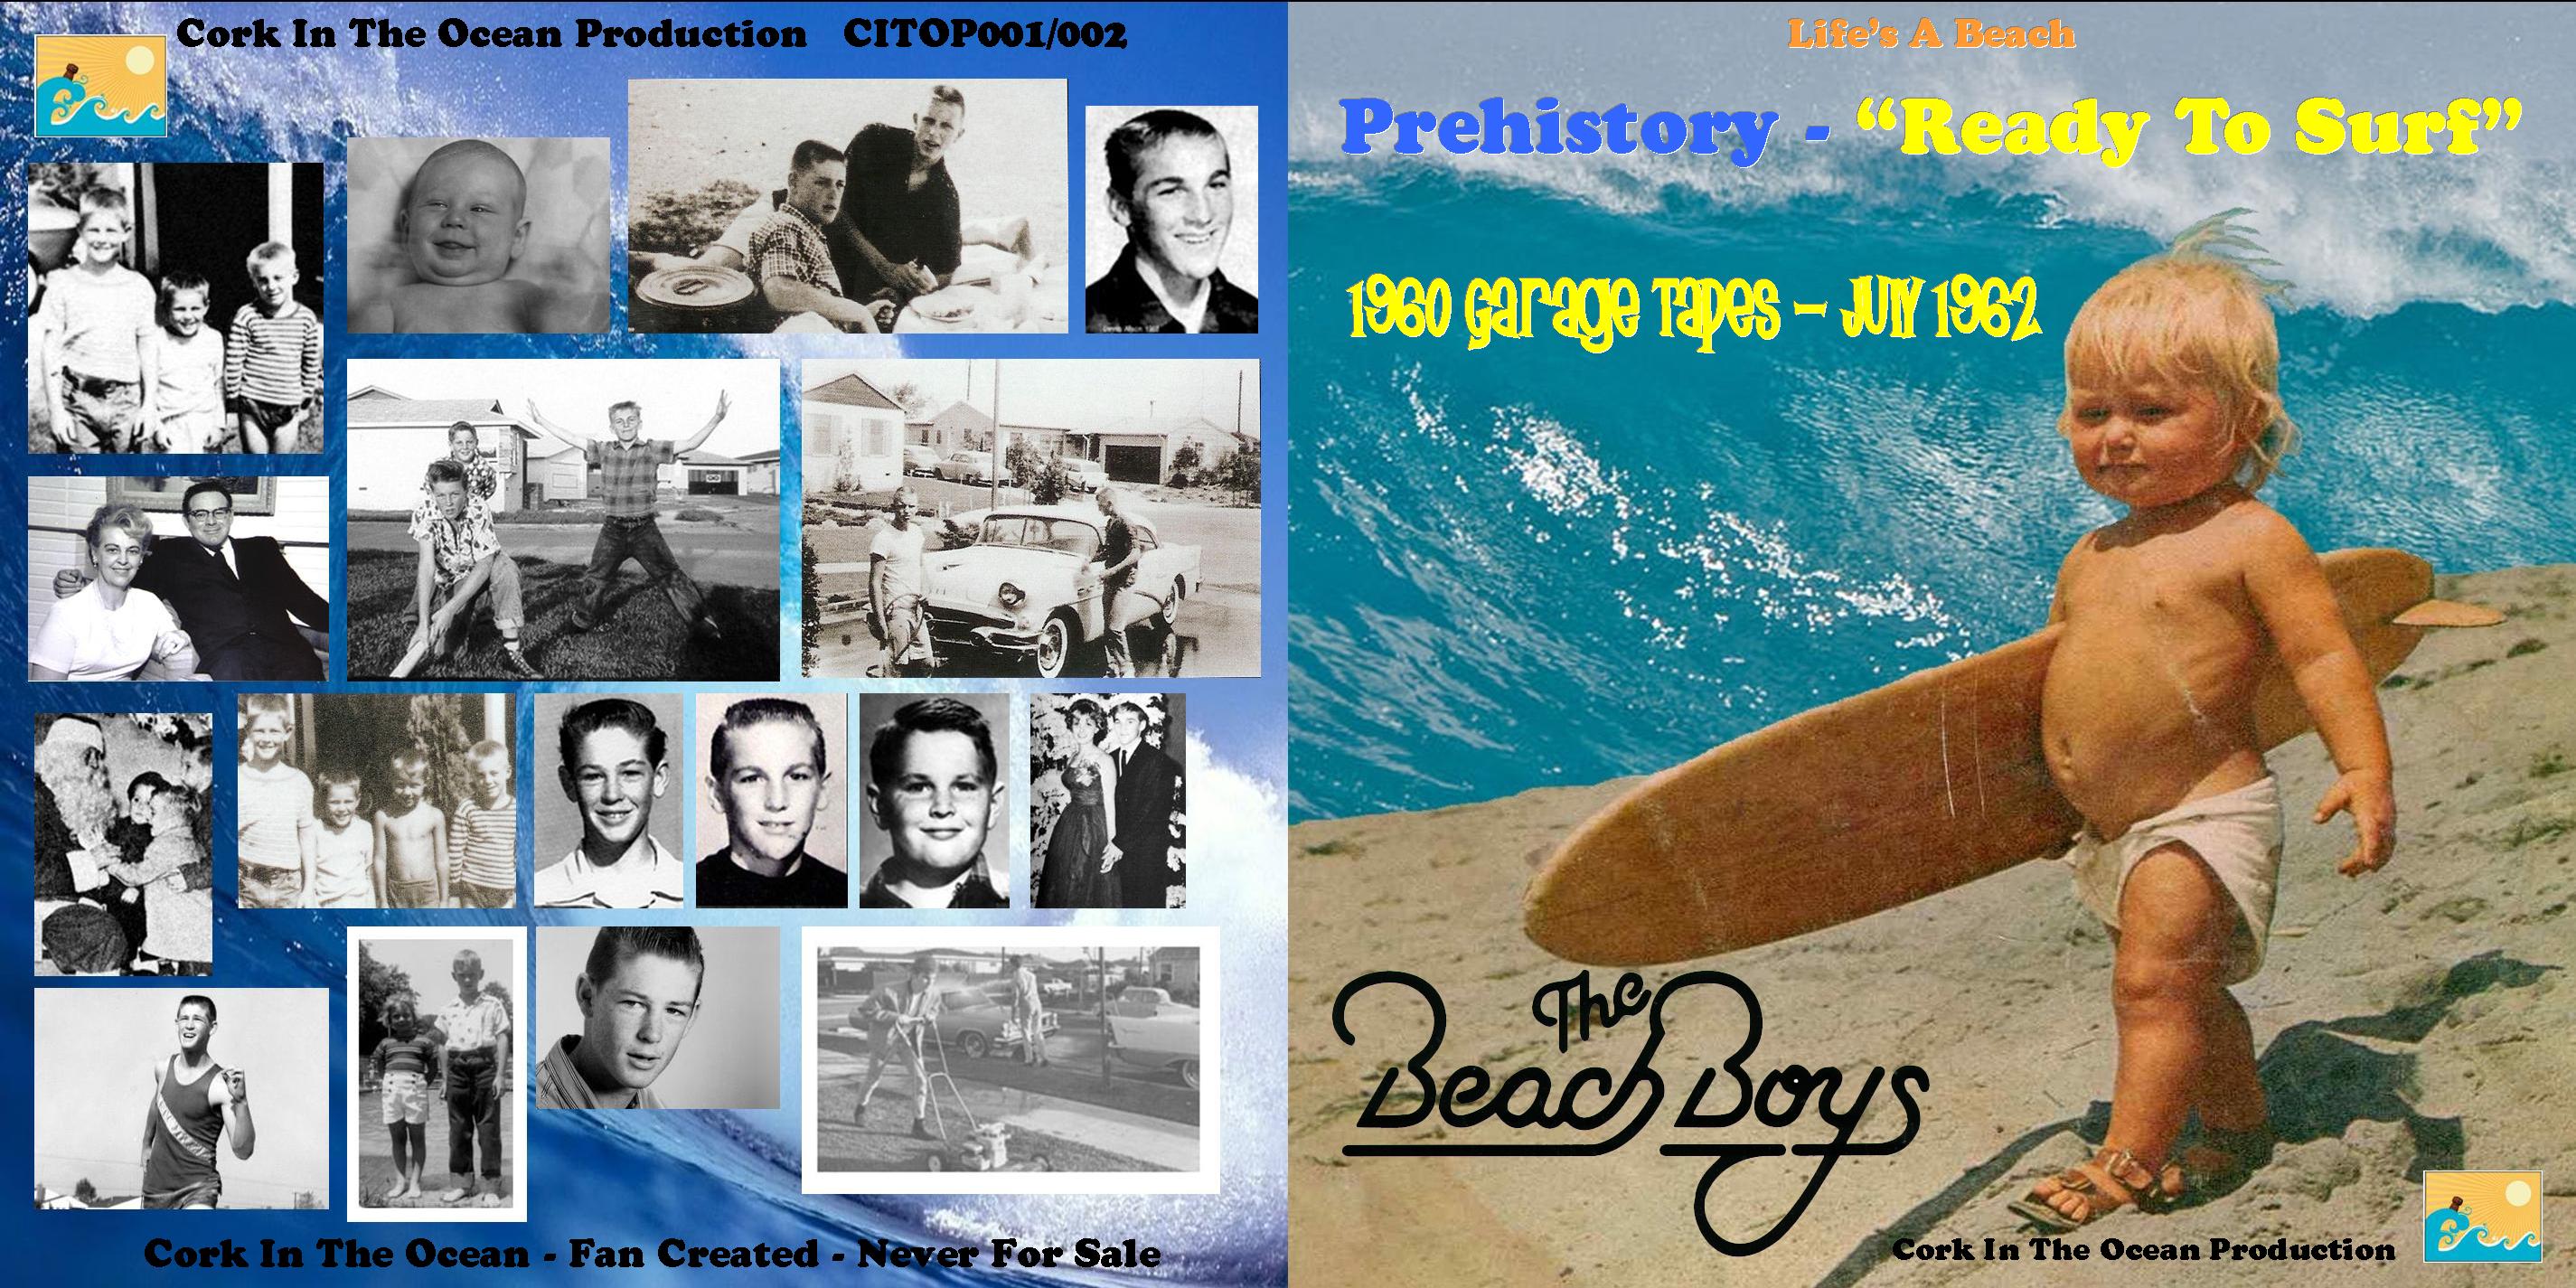 Cork In The Ocean Production CITOP001/002
Cork In The Ocean - Fan Created - Never For Sale
Life's A Beach
Prehistory - “Ready To Surf”
1960 Garage Tapes - July 1962
The
Beach Boys
Cork In The Ocean Production